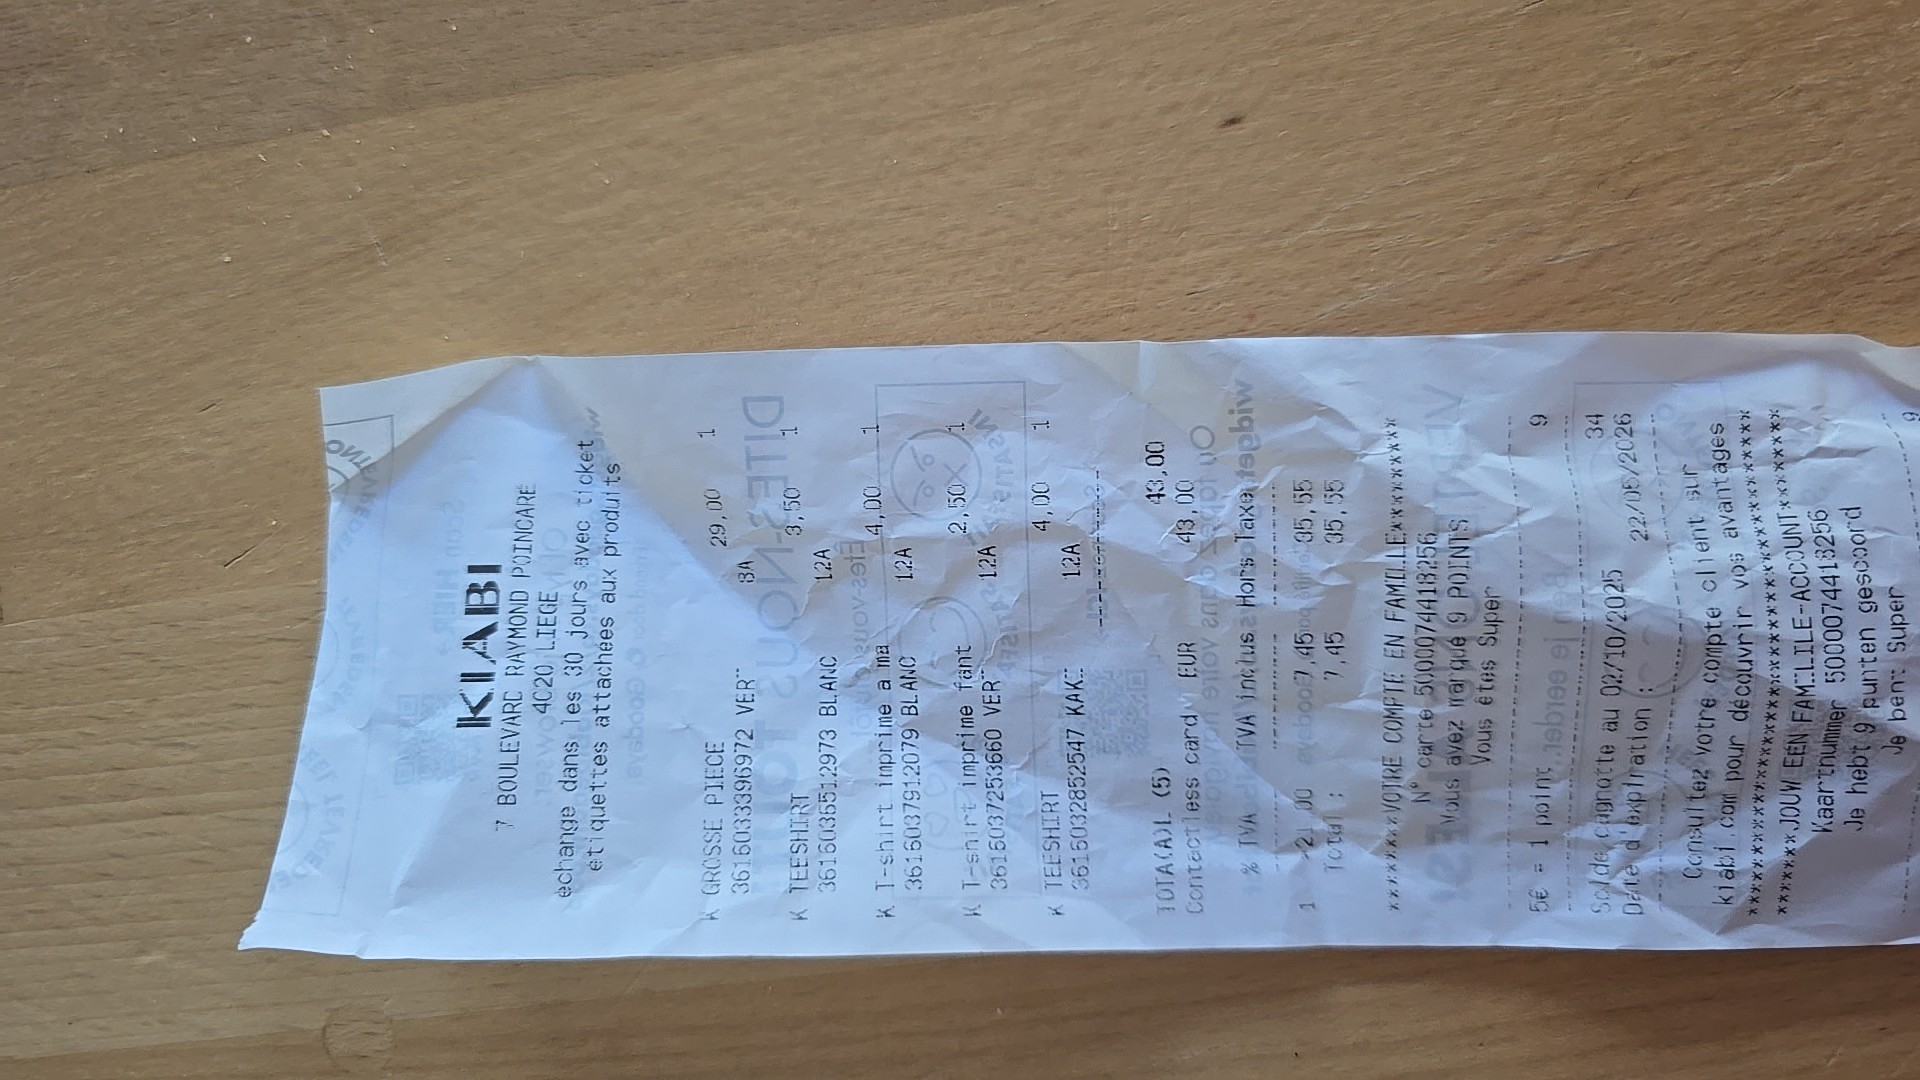 KIABI
7 BOULEVARD RAYMOND POINCARE
4020 LIEGE
échange dans les 30 jours avec ticket
étiquettes attachées aux produits
K GROSSE PIECE 29,00 1
3616033396972 VERT 8A
K TEESHIRT 3,50 1
3616036512973 BLANC 12A
K T-shirt imprime a ma 4,00 1
3616037912079 BLANC 12A
K T-shirt imprime fant 2,50 1
3616037253660 VERT 12A
K TEESHIRT 4,00 1
3616032852547 KAKI 12A
TOTA(A)L (5) 43,00
Contactless card EUR 43,00
% TVA TVA inclus Hors Taxe
1 21,00 7,45 35,55
Total : 7,45 35,55
********VOTRE COMPTE EN FAMILLE********
N° carte 5000074418256
Vous avez marqué 9 POINTS
Vous êtes Super
5€ = 1 point 9
Solde cagnotte au 02/10/2025 34
Date d'expiration : 22/05/2026
Consultez votre compte client sur
kiabi.com pour découvrir vos avantages
JOUW EEN FAMILILE-ACCOUNT
Kaartnummer 5000074418256
Je hebt 9 punten gescoord
Je bent Super
9